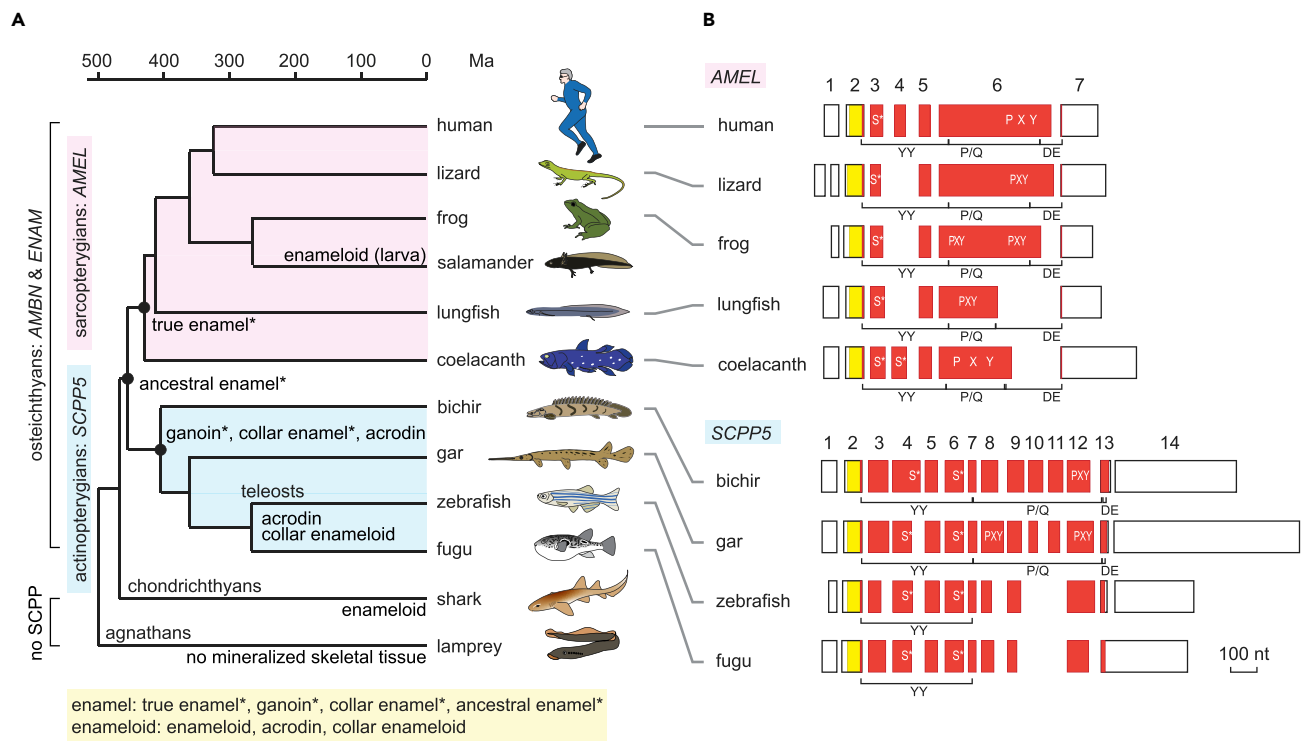 A
500 400 300 200 100 0 Ma
osteichthyans: AMBN & ENAM
no SCPP
sarcopterygians: AMEL
actinopterygians: SCPP5
human
lizard
frog
enameloid (larva)
salamander
lungfish
true enamel*
coelacanth
ancestral enamel*
bichir
ganoin*, collar enamel*, acrodin
gar
teleosts
zebrafish
acrodin
collar enameloid
fugu
chondrichthyans
shark
enameloid
agnathans
lamprey
no mineralized skeletal tissue
enamel: true enamel*, ganoin*, collar enamel*, ancestral enamel*
enameloid: enameloid, acrodin, collar enameloid
B
AMEL
1 2 3 4 5 6 7
human S* P X Y
YY P/Q DE
lizard S* PXY
YY P/Q DE
frog S* PXY PXY
YY P/Q DE
lungfish S* PXY
YY P/Q DE
coelacanth S* S* P X Y
YY P/Q DE
SCPP5
1 2 3 4 5 6 7 8 9 10 11 12 13 14
bichir S* S* PXY
YY P/Q DE
gar S* S* PXY PXY
YY P/Q DE
zebrafish S* S*
YY
fugu S* S*
YY
100 nt